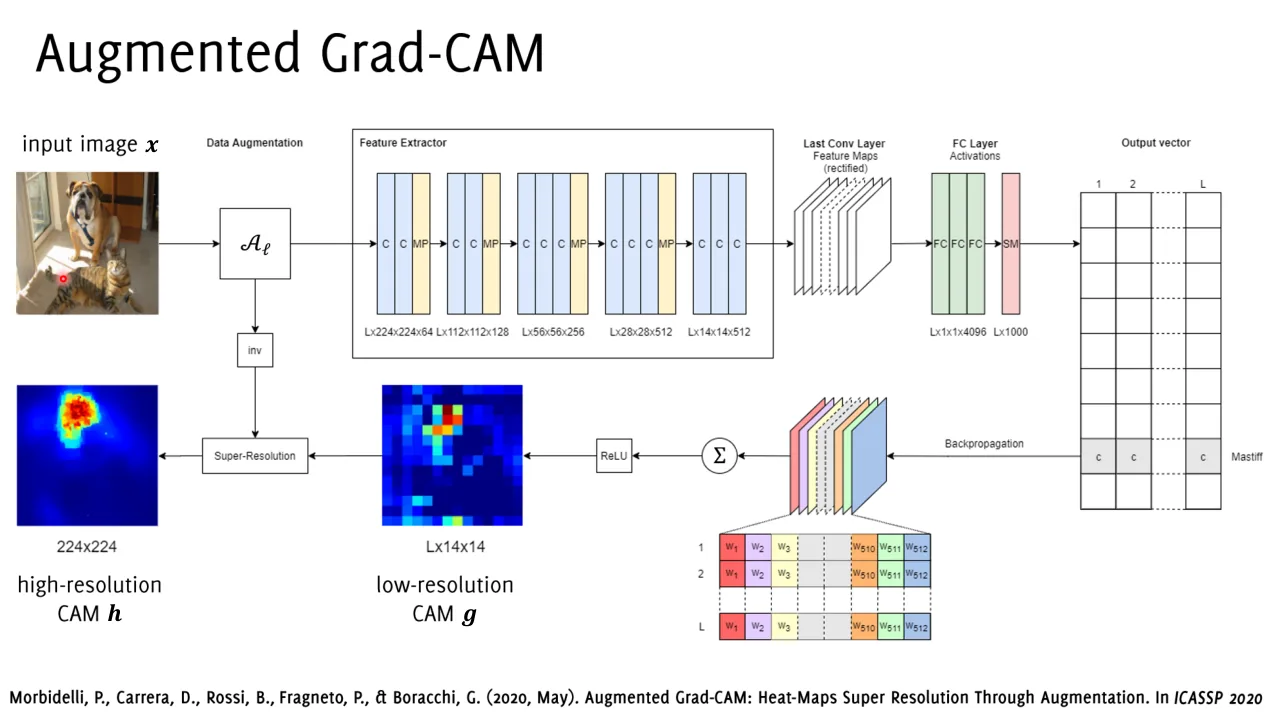 Augmented Grad-CAM
input image x
Data Augmentation
Feature Extractor
Last Conv Layer
Feature Maps
(rectified)
FC Layer
Activations
Output vector
1 2 L
𝒜ℓ
C C MP C C MP C C C MP C C C MP C C C
FC FC FC SM
Lx224x224x64 Lx112x112x128 Lx56x56x256 Lx28x28x512 Lx14x14x512
Lx1x1x4096 Lx1000
inv
Super-Resolution
ReLU
Σ
Backpropagation
c c c Mastiff
224x224
high-resolution
CAM h
Lx14x14
low-resolution
CAM g
1 W1 W2 W3 W510 W511 W512
2 W1 W2 W3 W510 W511 W512
L W1 W2 W3 W510 W511 W512
Morbidelli, P., Carrera, D., Rossi, B., Fragneto, P., & Boracchi, G. (2020, May). Augmented Grad-CAM: Heat-Maps Super Resolution Through Augmentation. In ICASSP 2020